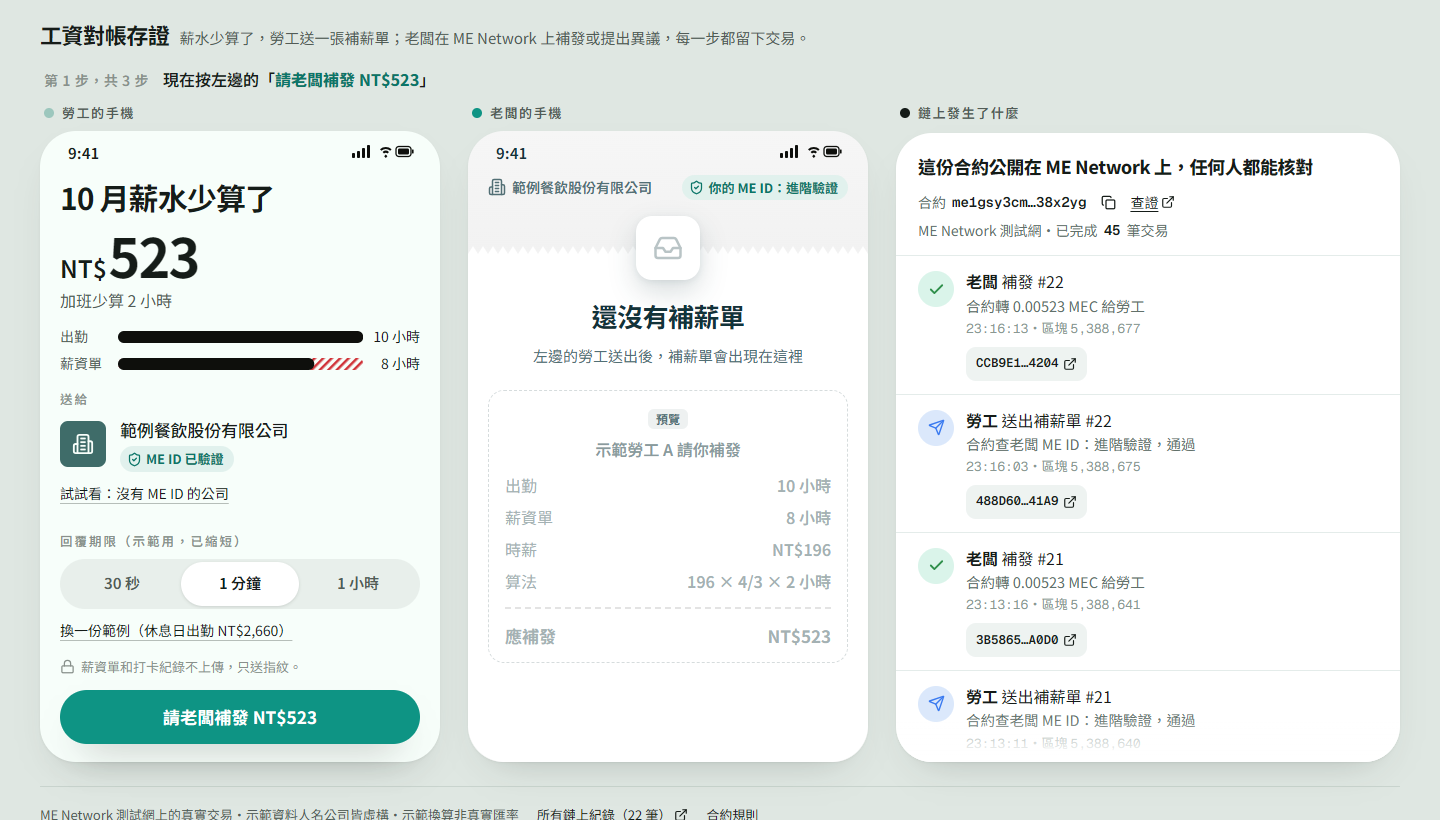 工資對帳存證 薪水少算了，勞工送一張補薪單；老闆在 ME Network 上補發或提出異議，每一步都留下交易。
第 1 步，共 3 步 現在按左邊的「請老闆補發 NT$523」
勞工的手機
9:41
10 月薪水少算了
NT$523
加班少算 2 小時
出勤 10 小時
薪資單 8 小時
送給
範例餐飲股份有限公司
ME ID 已驗證
試試看：沒有 ME ID 的公司
回覆期限（示範用，已縮短）
30 秒 1 分鐘 1 小時
換一份範例（休息日出勤 NT$2,660）
薪資單和打卡紀錄不上傳，只送指紋。
請老闆補發 NT$523
老闆的手機
9:41
範例餐飲股份有限公司 你的 ME ID：進階驗證
還沒有補薪單
左邊的勞工送出後，補薪單會出現在這裡
預覽
示範勞工 A 請你補發
出勤 10 小時
薪資單 8 小時
時薪 NT$196
算法 196 × 4/3 × 2 小時
應補發 NT$523
鏈上發生了什麼
這份合約公開在 ME Network 上，任何人都能核對
合約 me1gsy3cm…38x2yg 查證
ME Network 測試網・已完成 45 筆交易
老闆 補發 #22
合約轉 0.00523 MEC 給勞工
23:16:13・區塊 5,388,677
CCB9E1…4204
勞工 送出補薪單 #22
合約查老闆 ME ID：進階驗證，通過
23:16:03・區塊 5,388,675
488D60…41A9
老闆 補發 #21
合約轉 0.00523 MEC 給勞工
23:13:16・區塊 5,388,641
3B5865…A0D0
勞工 送出補薪單 #21
合約查老闆 ME ID：進階驗證，通過
23:13:11・區塊 5,388,640
ME Network 測試網上的真實交易・示範資料人名公司皆虛構・示範換算非真實匯率 所有鏈上紀錄（22 筆） 合約規則